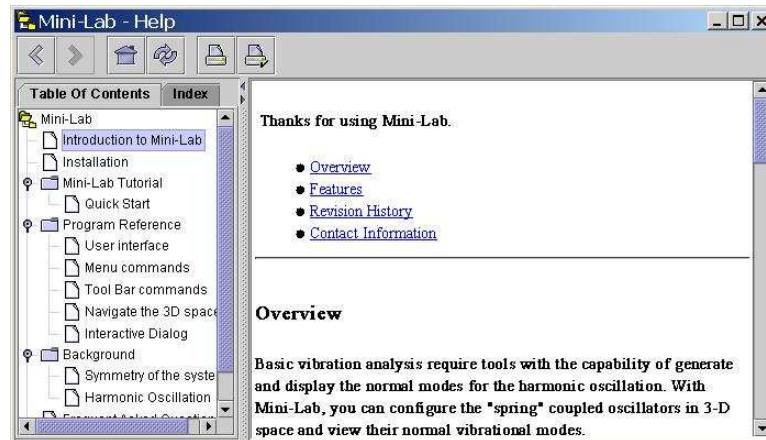 Mini-Lab - Help
Table Of Contents
Index
Mini-Lab
Introduction to Mini-Lab
Installation
Mini-Lab Tutorial
Quick Start
Program Reference
User interface
Menu commands
Tool Bar commands
Navigate the 3D space
Interactive Dialog
Background
Symmetry of the syste
Harmonic Oscillation
Thanks for using Mini-Lab.
Overview
Features
Revision History
Contact Information
Overview
Basic vibration analysis require tools with the capability of generate
and display the normal modes for the harmonic oscillation. With
Mini-Lab, you can configure the "spring" coupled oscillators in 3-D
space and view their normal vibrational modes.